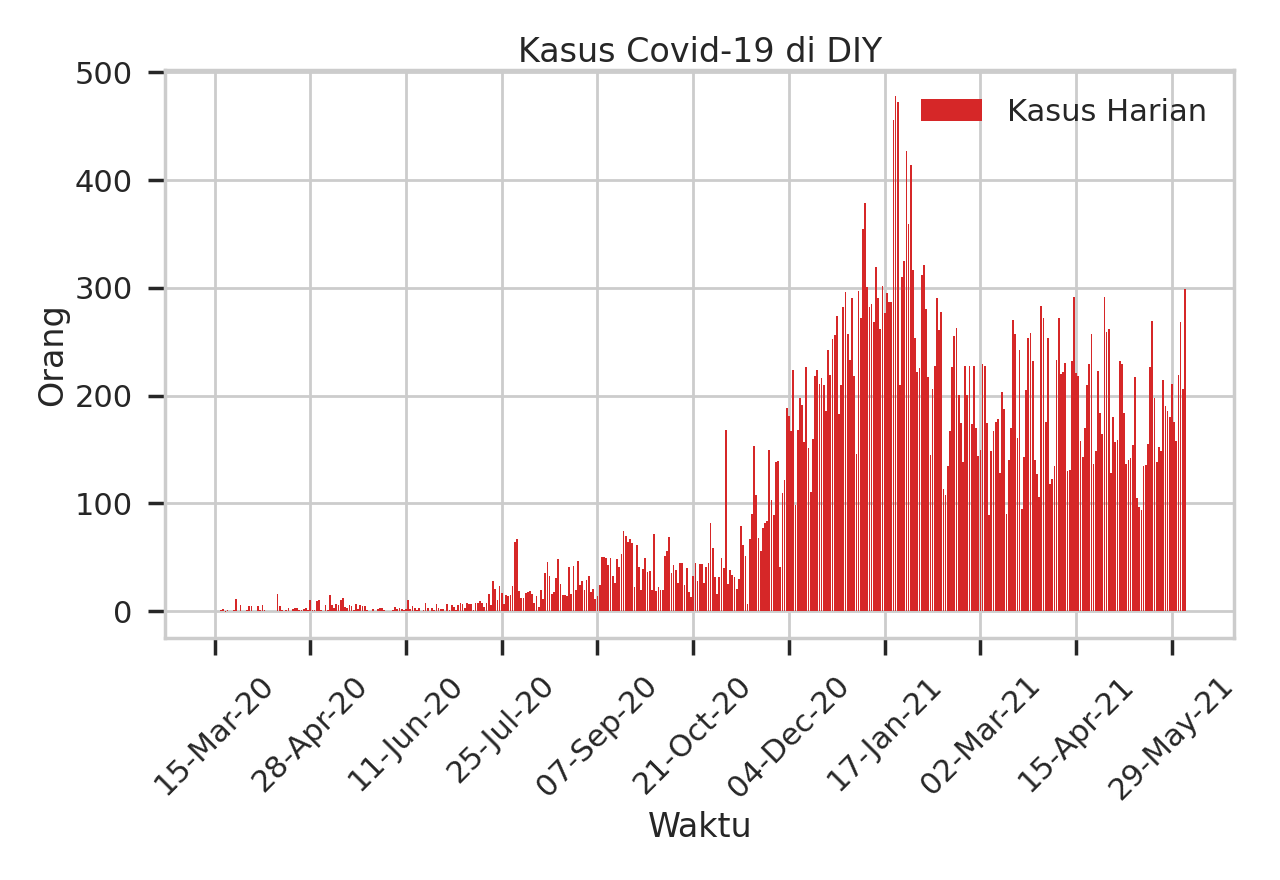 Kasus Covid-19 di DIY
Kasus Harian
500
400
300
200
100
0
Orang
15-Mar-20
28-Apr-20
11-Jun-20
25-Jul-20
07-Sep-20
21-Oct-20
04-Dec-20
17-Jan-21
02-Mar-21
15-Apr-21
29-May-21
Waktu